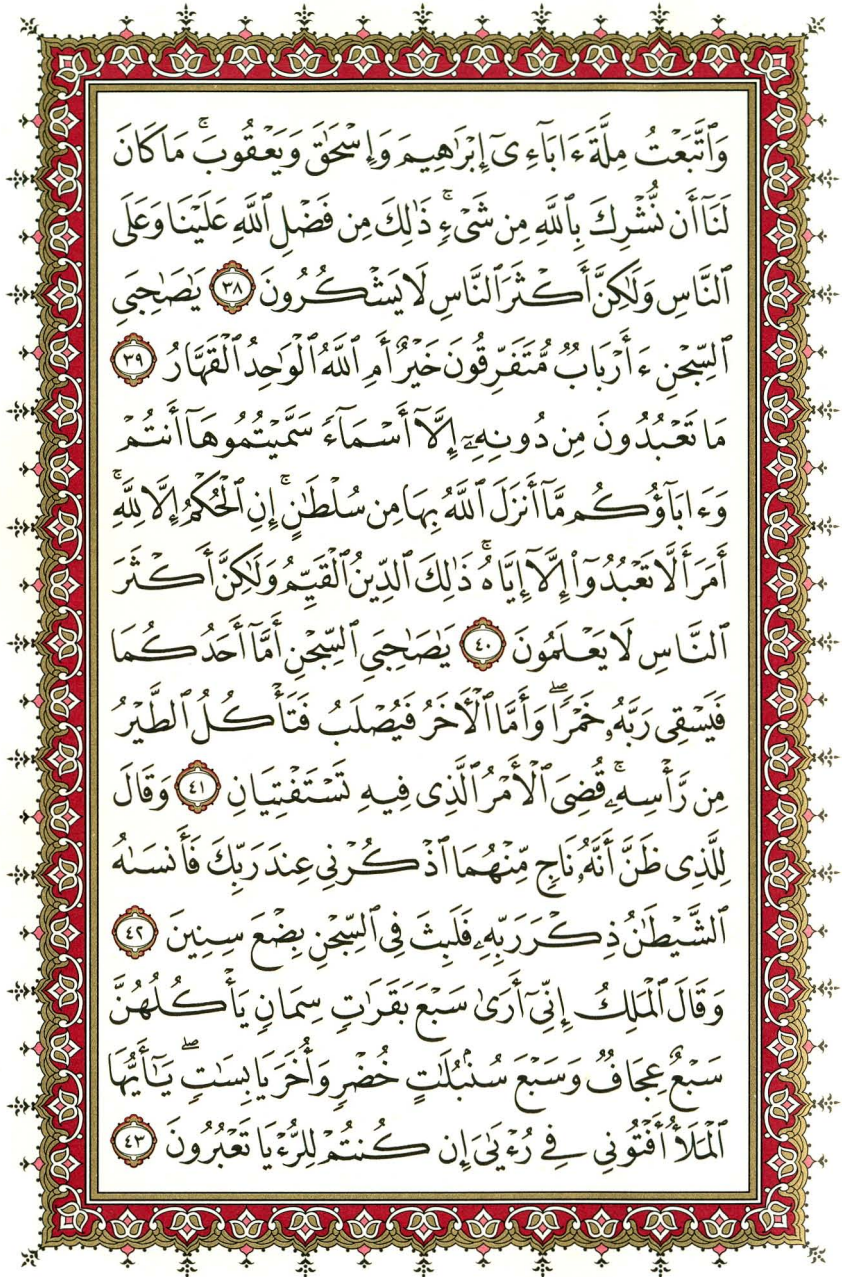 وَٱتَّبَعْتُ مِلَّةَ ءَابَآءِىٓ إِبْرَٰهِيمَ وَإِسْحَٰقَ وَيَعْقُوبَ ۚ مَا كَانَ
لَنَآ أَن نُّشْرِكَ بِٱللَّهِ مِن شَىْءٍ ۚ ذَٰلِكَ مِن فَضْلِ ٱللَّهِ عَلَيْنَا وَعَلَى
ٱلنَّاسِ وَلَٰكِنَّ أَكْثَرَ ٱلنَّاسِ لَا يَشْكُرُونَ ٣٨ يَٰصَٰحِبَىِ
ٱلسِّجْنِ ءَأَرْبَابٌ مُّتَفَرِّقُونَ خَيْرٌ أَمِ ٱللَّهُ ٱلْوَٰحِدُ ٱلْقَهَّارُ ٣٩
مَا تَعْبُدُونَ مِن دُونِهِۦٓ إِلَّآ أَسْمَآءً سَمَّيْتُمُوهَآ أَنتُمْ
وَءَابَآؤُكُم مَّآ أَنزَلَ ٱللَّهُ بِهَا مِن سُلْطَٰنٍ ۚ إِنِ ٱلْحُكْمُ إِلَّا لِلَّهِ ۚ
أَمَرَ أَلَّا تَعْبُدُوٓا۟ إِلَّآ إِيَّاهُ ۚ ذَٰلِكَ ٱلدِّينُ ٱلْقَيِّمُ وَلَٰكِنَّ أَكْثَرَ
ٱلنَّاسِ لَا يَعْلَمُونَ ٤٠ يَٰصَٰحِبَىِ ٱلسِّجْنِ أَمَّآ أَحَدُكُمَا
فَيَسْقِى رَبَّهُۥ خَمْرًا ۖ وَأَمَّا ٱلْءَاخَرُ فَيُصْلَبُ فَتَأْكُلُ ٱلطَّيْرُ
مِن رَّأْسِهِۦ ۚ قُضِىَ ٱلْأَمْرُ ٱلَّذِى فِيهِ تَسْتَفْتِيَانِ ٤١ وَقَالَ
لِلَّذِى ظَنَّ أَنَّهُۥ نَاجٍ مِّنْهُمَا ٱذْكُرْنِى عِندَ رَبِّكَ فَأَنسَىٰهُ
ٱلشَّيْطَٰنُ ذِكْرَ رَبِّهِۦ فَلَبِثَ فِى ٱلسِّجْنِ بِضْعَ سِنِينَ ٤٢
وَقَالَ ٱلْمَلِكُ إِنِّىٓ أَرَىٰ سَبْعَ بَقَرَٰتٍ سِمَانٍ يَأْكُلُهُنَّ
سَبْعٌ عِجَافٌ وَسَبْعَ سُنۢبُلَٰتٍ خُضْرٍ وَأُخَرَ يَابِسَٰتٍ ۖ يَٰٓأَيُّهَا
ٱلْمَلَأُ أَفْتُونِى فِى رُءْيَٰىَ إِن كُنتُمْ لِلرُّءْيَا تَعْبُرُونَ ٤٣